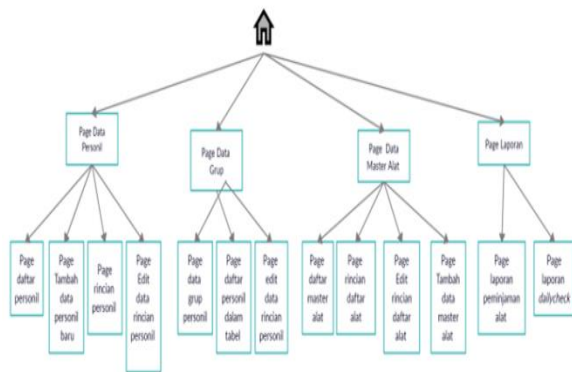 Page Data
Personil
Page Data
Grup
Page Data
Master Alat
Page Laporan
Page
daftar
personil
Page
Tambah
data
personil
baru
Page
rincian
personil
Page
Edit
data
rincian
personil
Page
data
grup
personil
Page
daftar
personil
dalam
tabel
Page
edit
data
rincian
personil
Page
daftar
master
alat
Page
rincian
daftar
alat
Page
Edit
rincian
daftar
alat
Page
Tambah
data
master
alat
Page
laporan
peminjaman
alat
Page
laporan
dailycheck